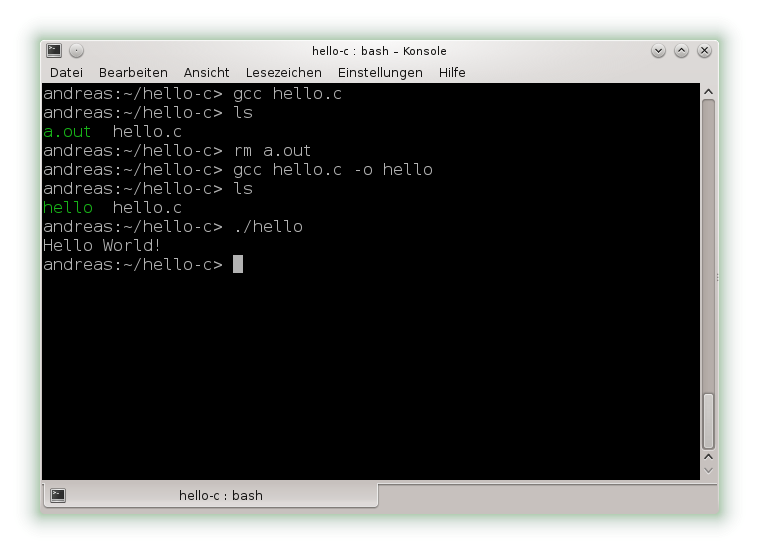 hello-c : bash – Konsole
Datei Bearbeiten Ansicht Lesezeichen Einstellungen Hilfe
andreas:~/hello-c> gcc hello.c
andreas:~/hello-c> ls
a.out  hello.c
andreas:~/hello-c> rm a.out
andreas:~/hello-c> gcc hello.c -o hello
andreas:~/hello-c> ls
hello  hello.c
andreas:~/hello-c> ./hello
Hello World!
andreas:~/hello-c>
hello-c : bash